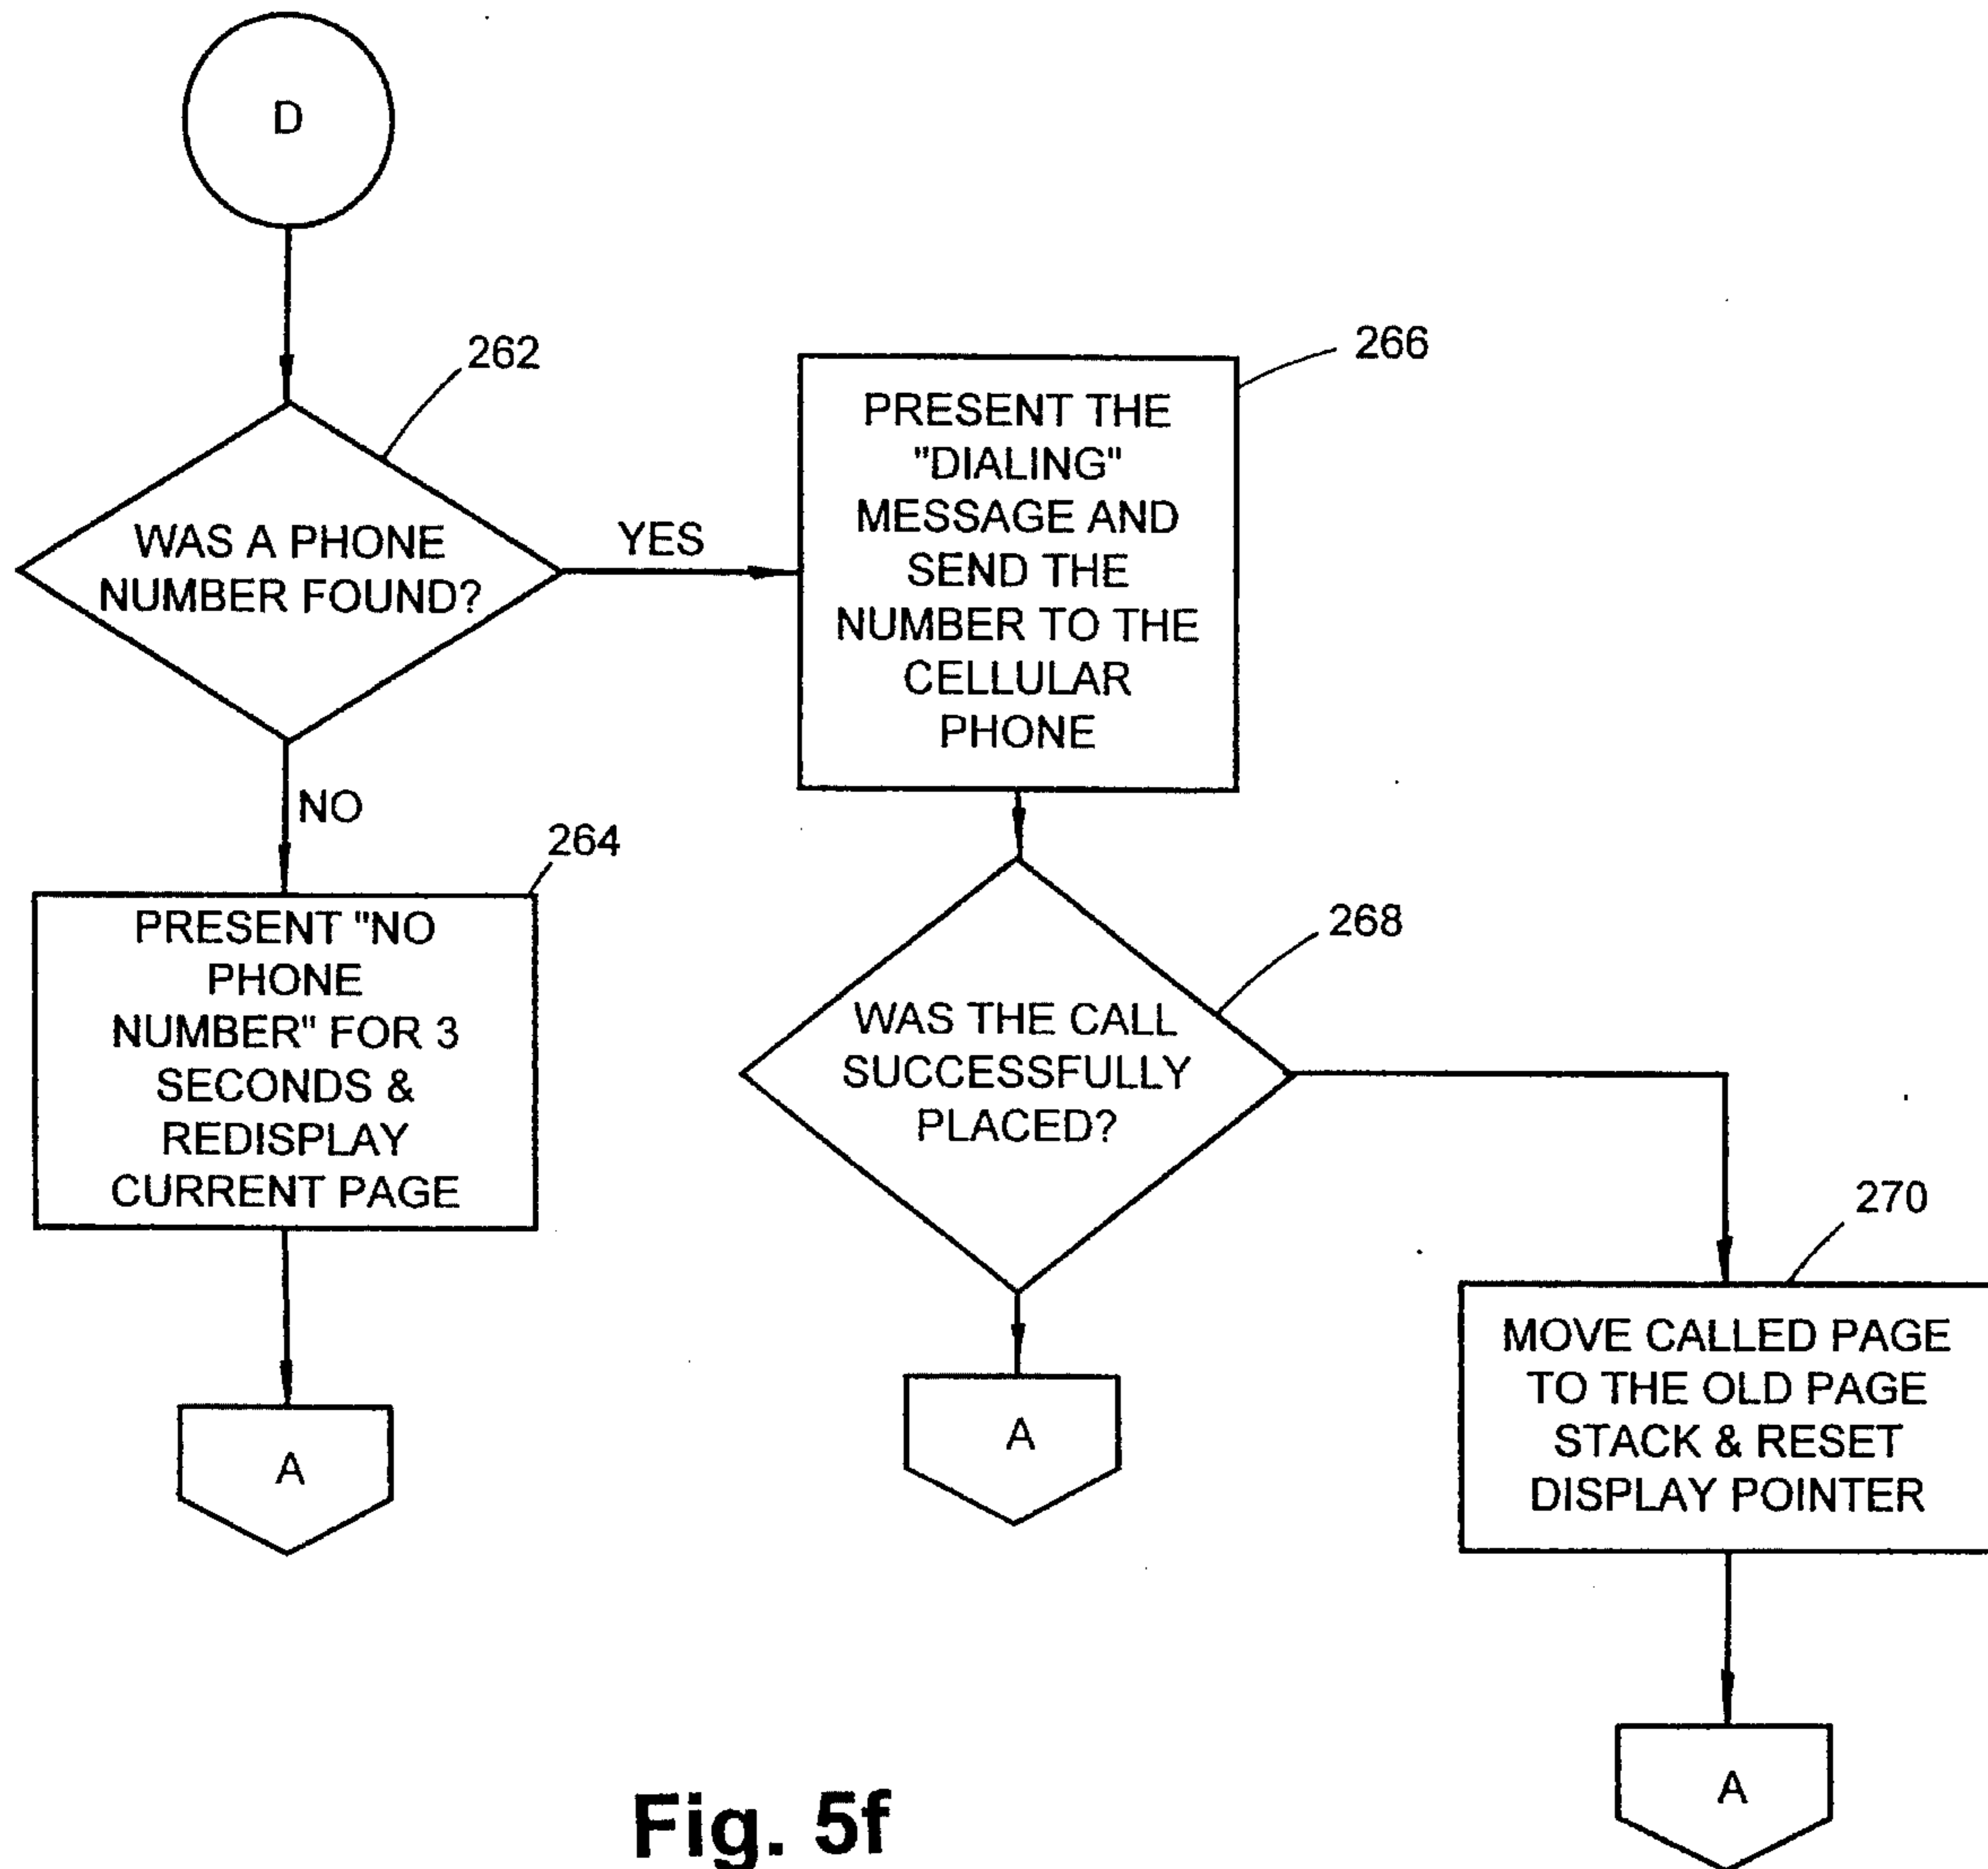 D
262
WAS A PHONE
NUMBER FOUND?
YES
NO
266
PRESENT THE
"DIALING"
MESSAGE AND
SEND THE
NUMBER TO THE
CELLULAR
PHONE
264
PRESENT "NO
PHONE
NUMBER" FOR 3
SECONDS &
REDISPLAY
CURRENT PAGE
A
268
WAS THE CALL
SUCCESSFULLY
PLACED?
A
270
MOVE CALLED PAGE
TO THE OLD PAGE
STACK & RESET
DISPLAY POINTER
A
Fig. 5f